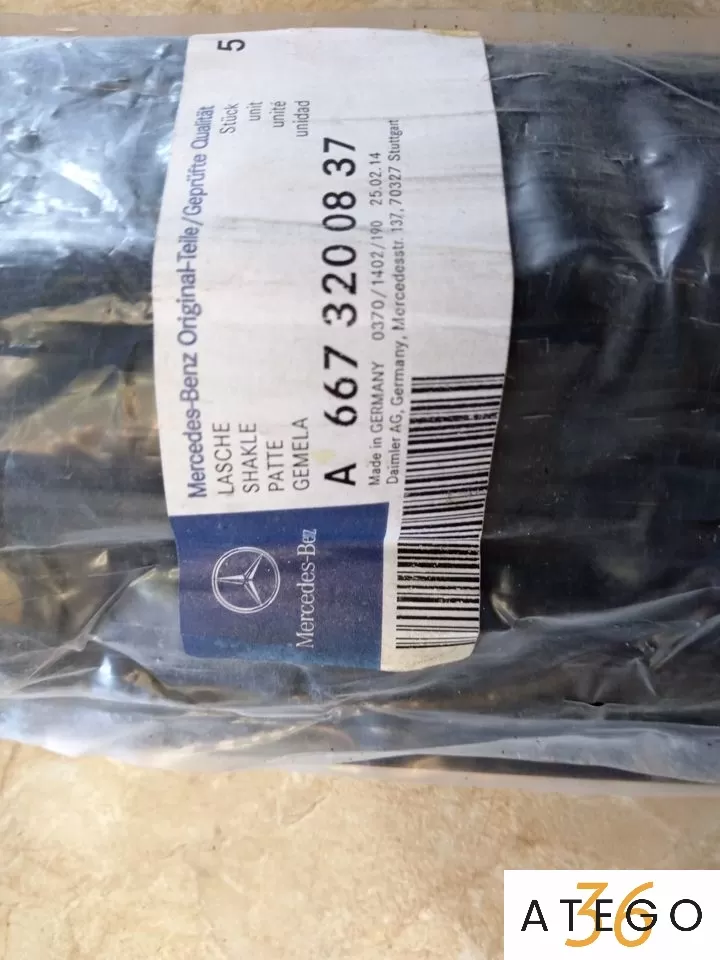 Mercedes-Benz Original-Teile/Geprüfte Qualität
LASCHE Stück 5
SHAKLE unit
PATTE unité
GEMELA unidad
A 667 320 08 37
Made in GERMANY 0370/1402/190 25.02.14
Daimler AG, Germany, Mercedesstr. 137, 70327 Stuttgart
Mercedes-Bez
ATEGO
36